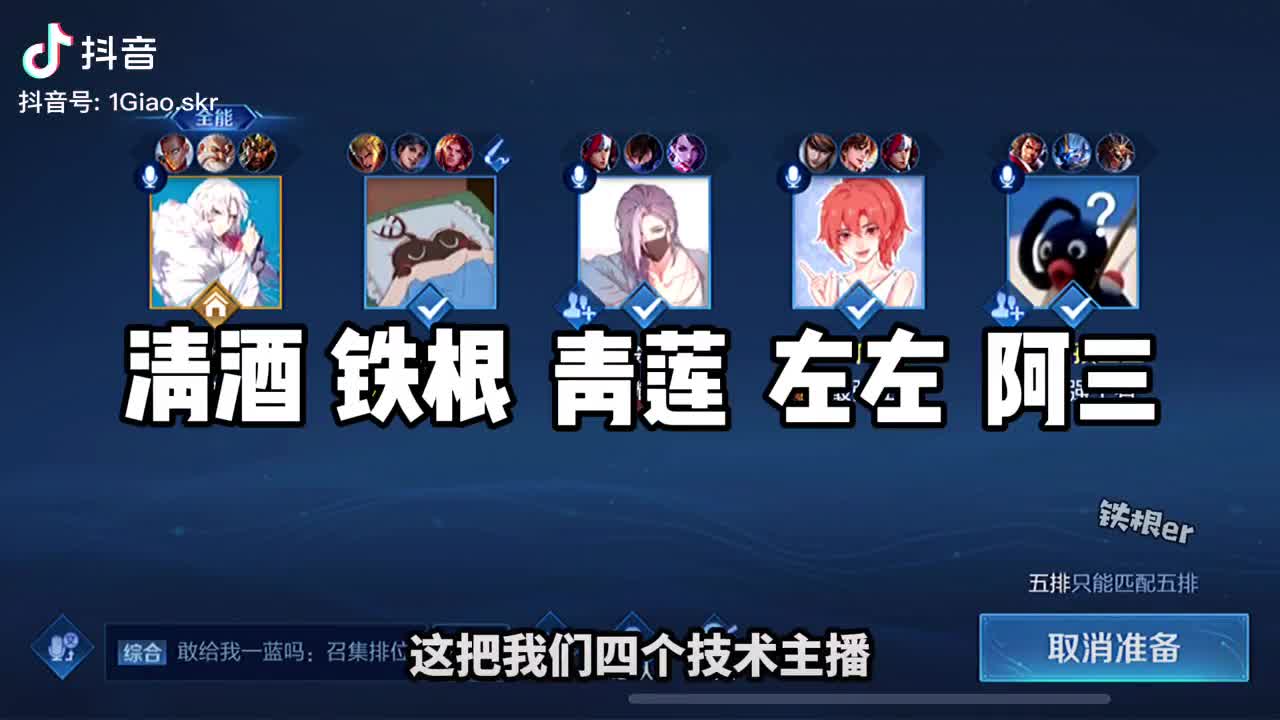 抖音
抖音号: 1Giao.skr
全能
?
清酒 铁根 青莲 左左 阿三
铁根er
五排只能匹配五排
综合 敢给我一蓝吗：召集排位
这把我们四个技术主播
取消准备